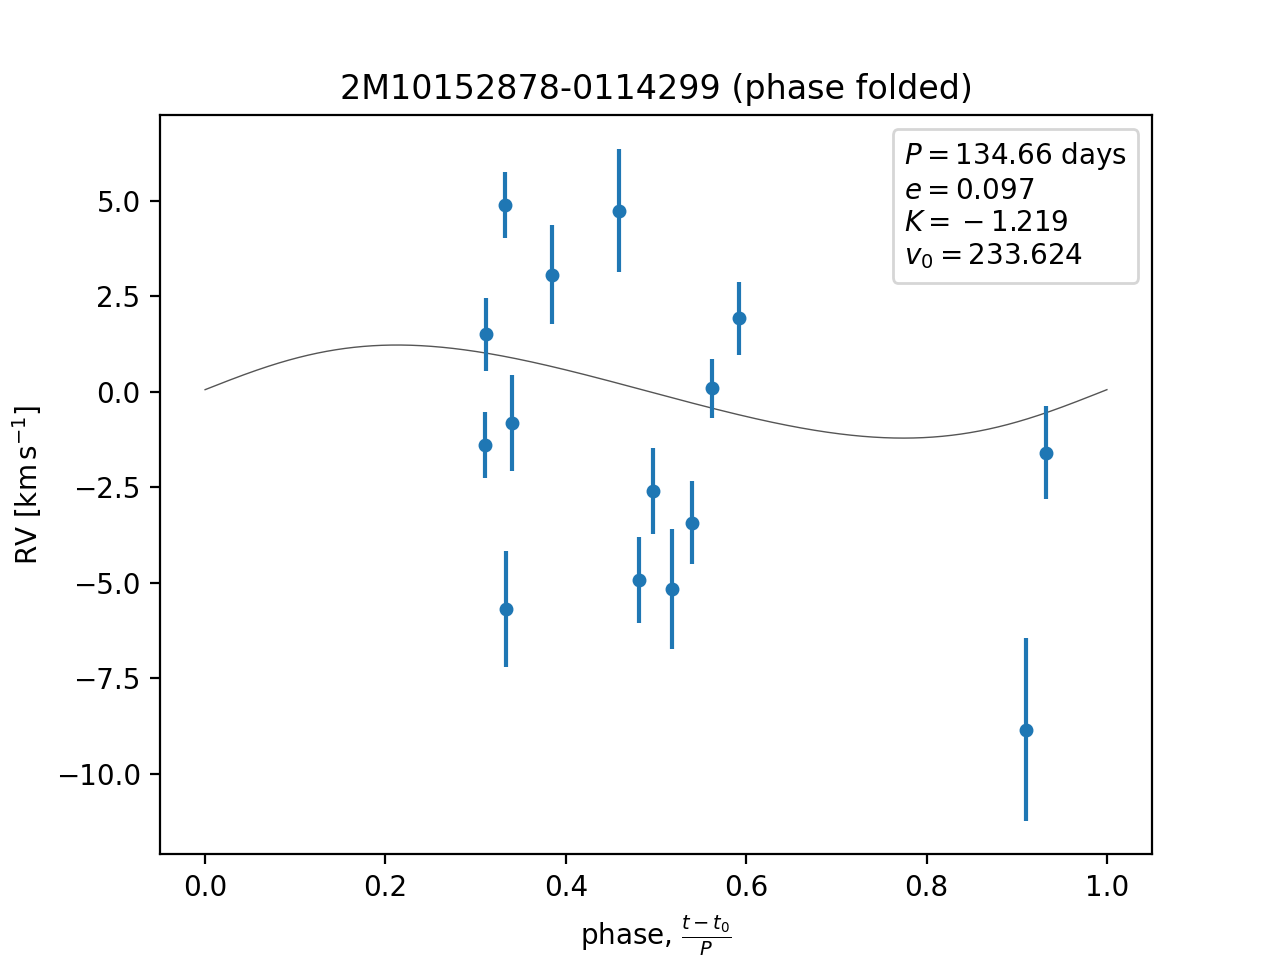 2M10152878-0114299 (phase folded)
P = 134.66 days
e = 0.097
K = −1.219
v₀ = 233.624
5.0
2.5
0.0
−2.5
−5.0
−7.5
−10.0
RV [km s⁻¹]
0.0 0.2 0.4 0.6 0.8 1.0
phase, (t − t₀)/P